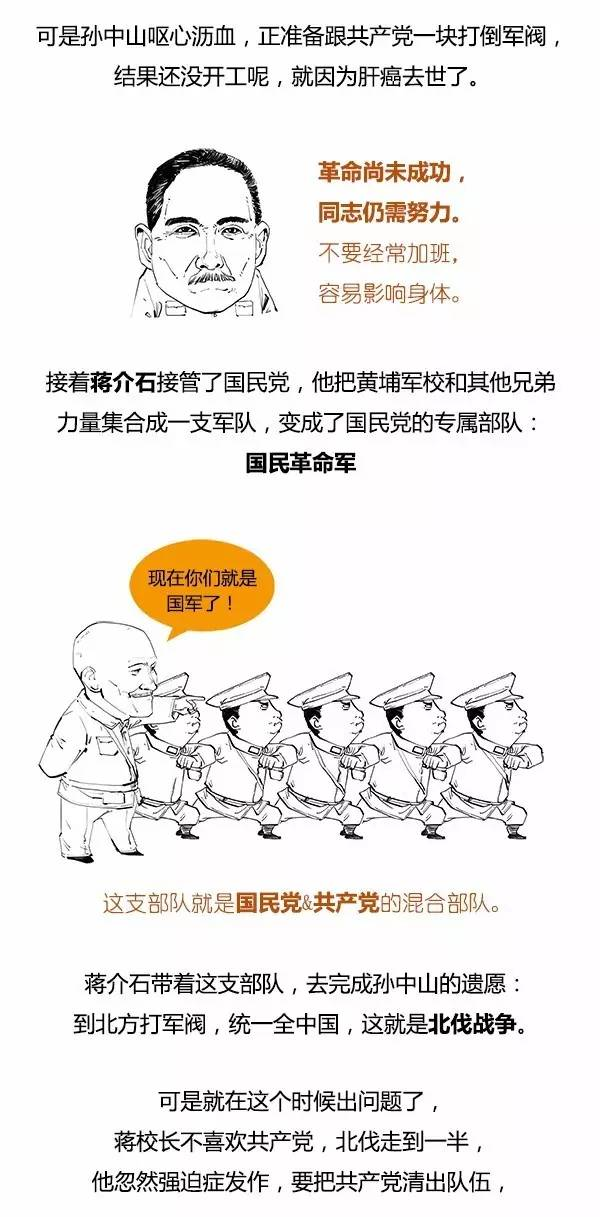 可是孙中山呕心沥血，正准备跟共产党一块打倒军阀，
结果还没开工呢，就因为肝癌去世了。
革命尚未成功，
同志仍需努力。
不要经常加班，
容易影响身体。
接着蒋介石接管了国民党，他把黄埔军校和其他兄弟
力量集合成一支军队，变成了国民党的专属部队：
国民革命军
现在你们就是
国军了！
这支部队就是国民党&共产党的混合部队。
蒋介石带着这支部队，去完成孙中山的遗愿：
到北方打军阀，统一全中国，这就是北伐战争。
可是就在这个时候出问题了，
蒋校长不喜欢共产党，北伐走到一半，
他忽然强迫症发作，要把共产党清出队伍，